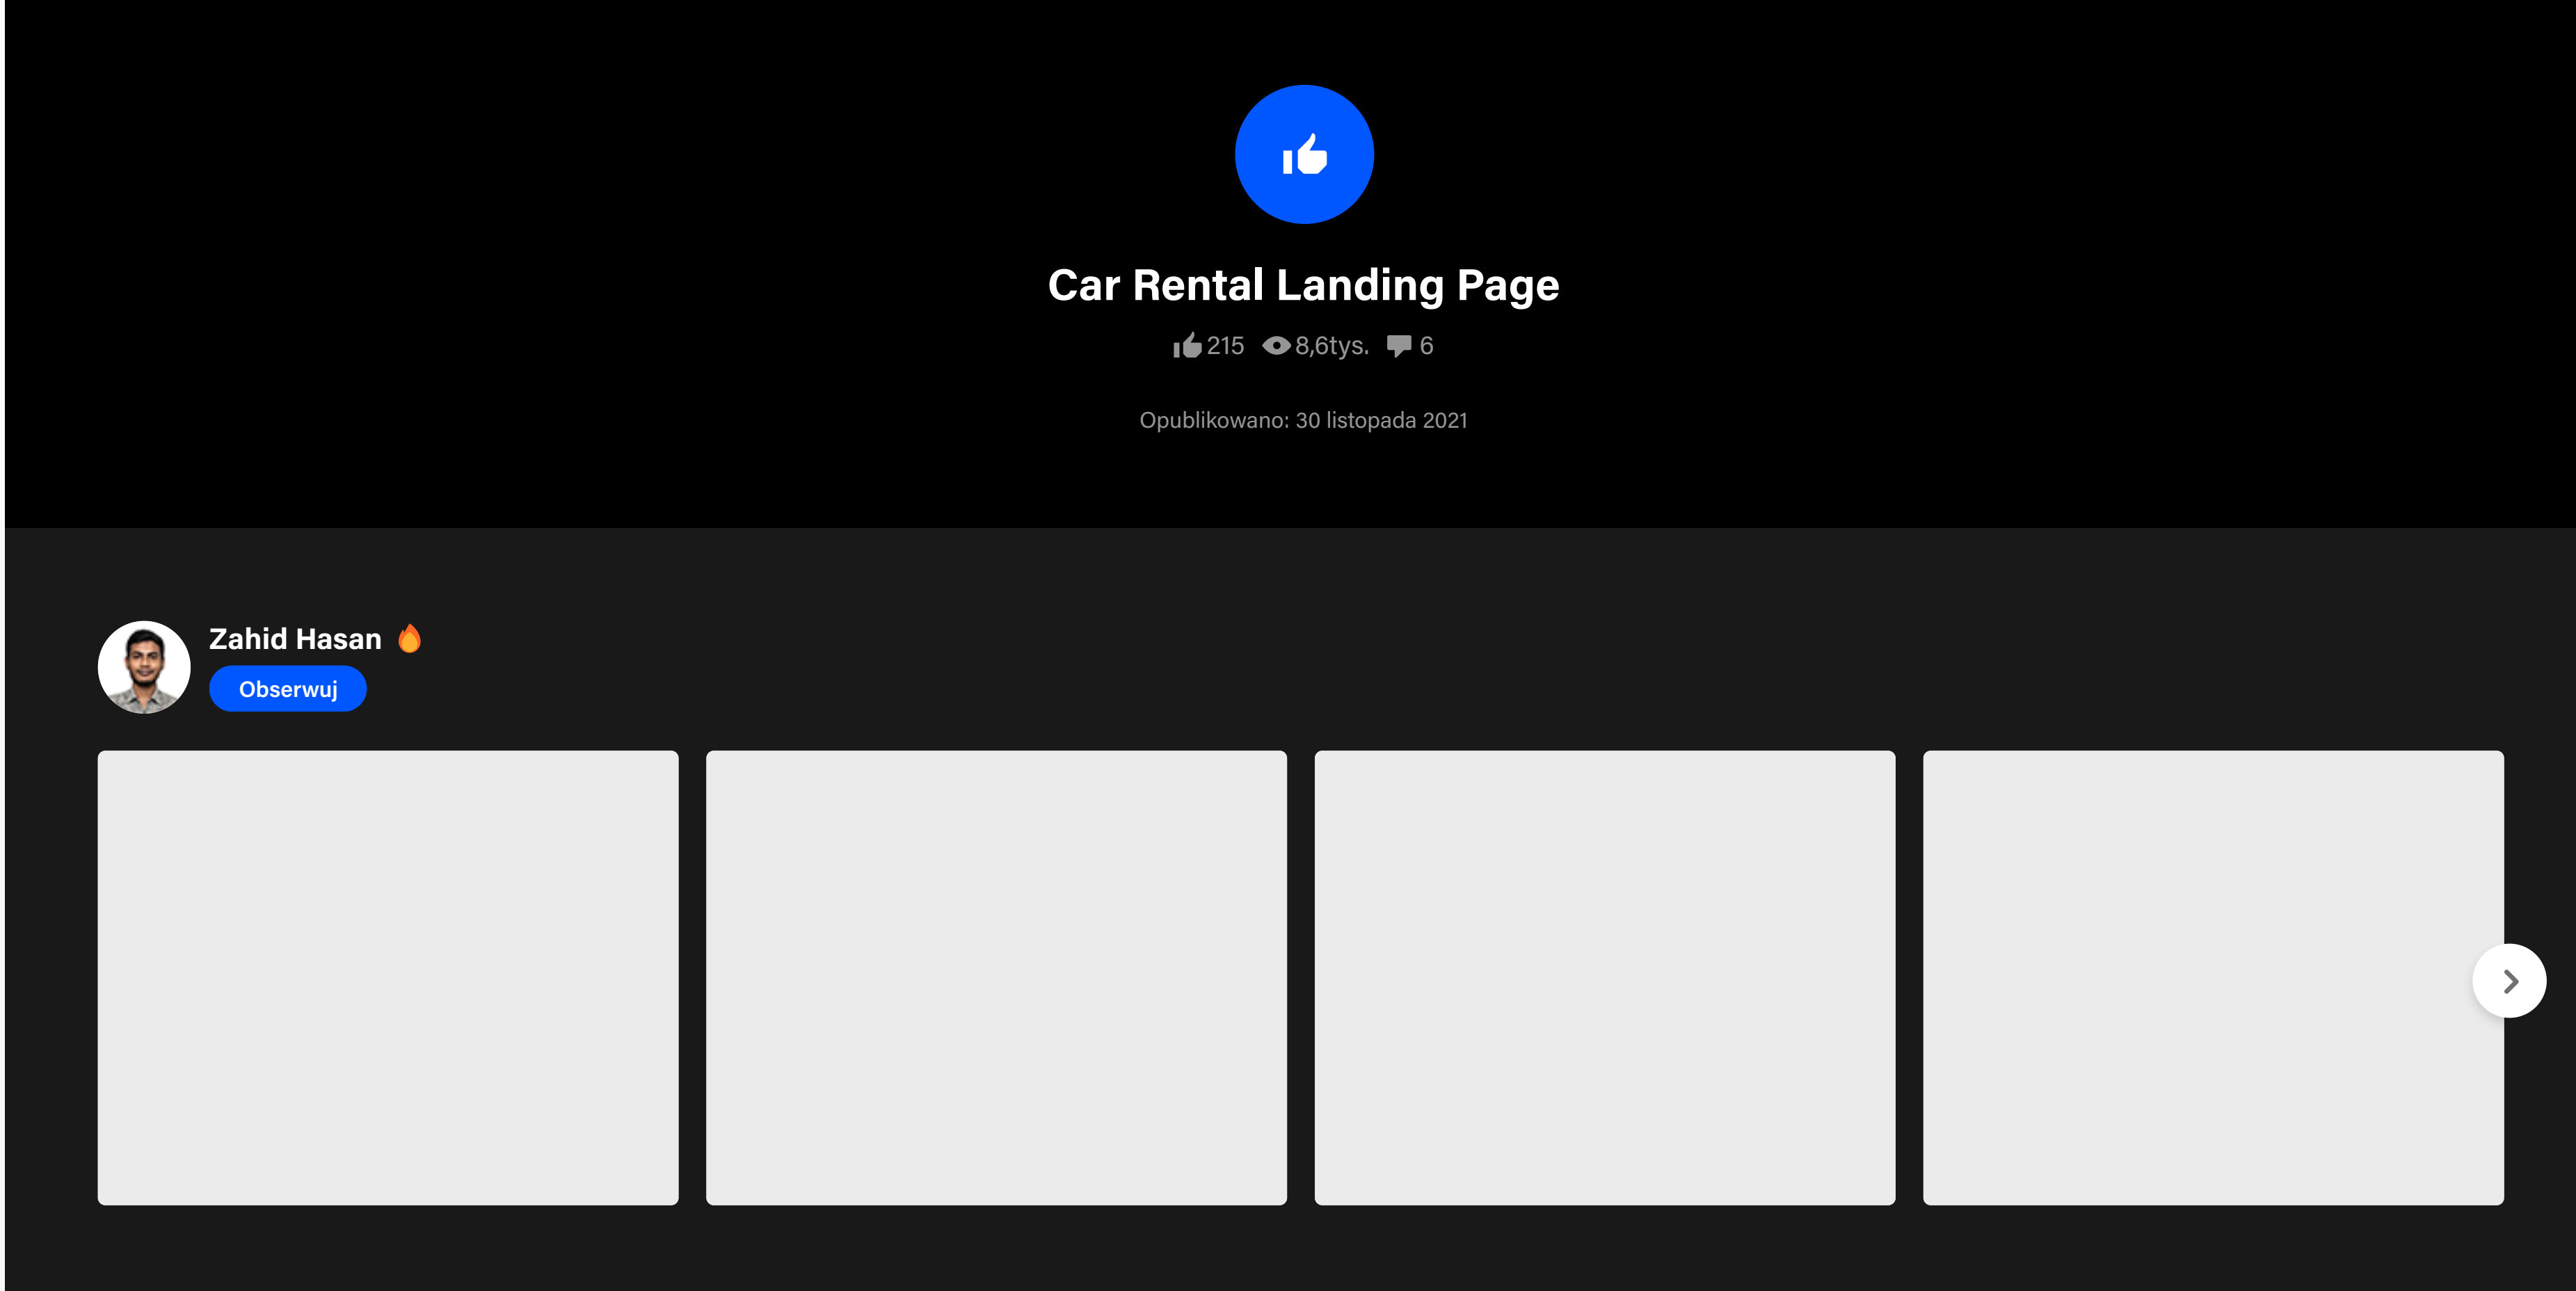 Car Rental Landing Page
215 8,6tys. 6
Opublikowano: 30 listopada 2021
Zahid Hasan 🔥
Obserwuj